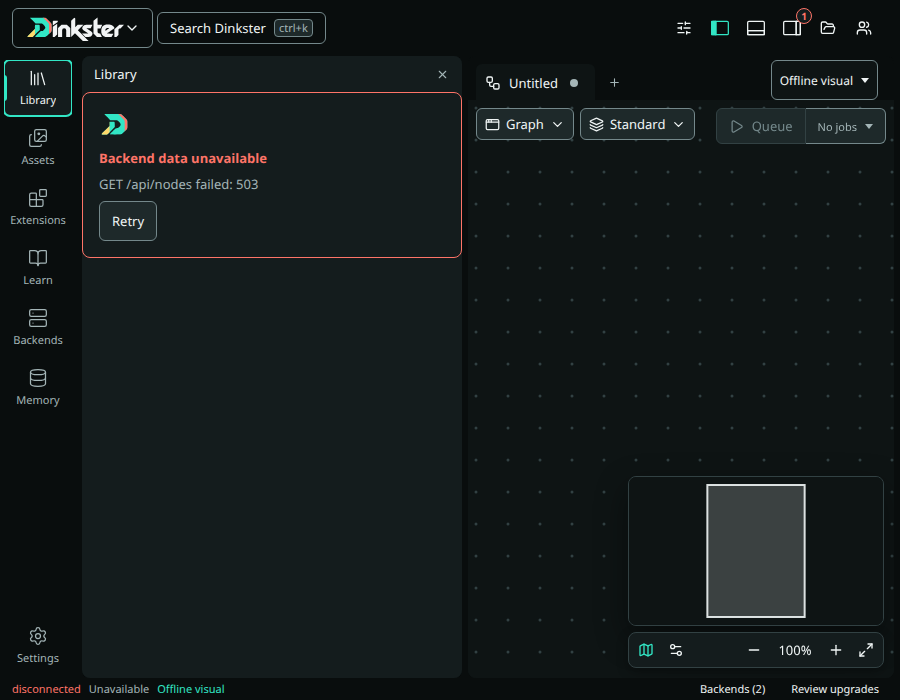 Dinkster
Search Dinkster ctrl+k
1
Library
Assets
Extensions
Learn
Backends
Memory
Settings
Library
Backend data unavailable
GET /api/nodes failed: 503
Retry
Untitled
Offline visual
Graph
Standard
Queue
No jobs
100%
disconnected Unavailable Offline visual
Backends (2) Review upgrades